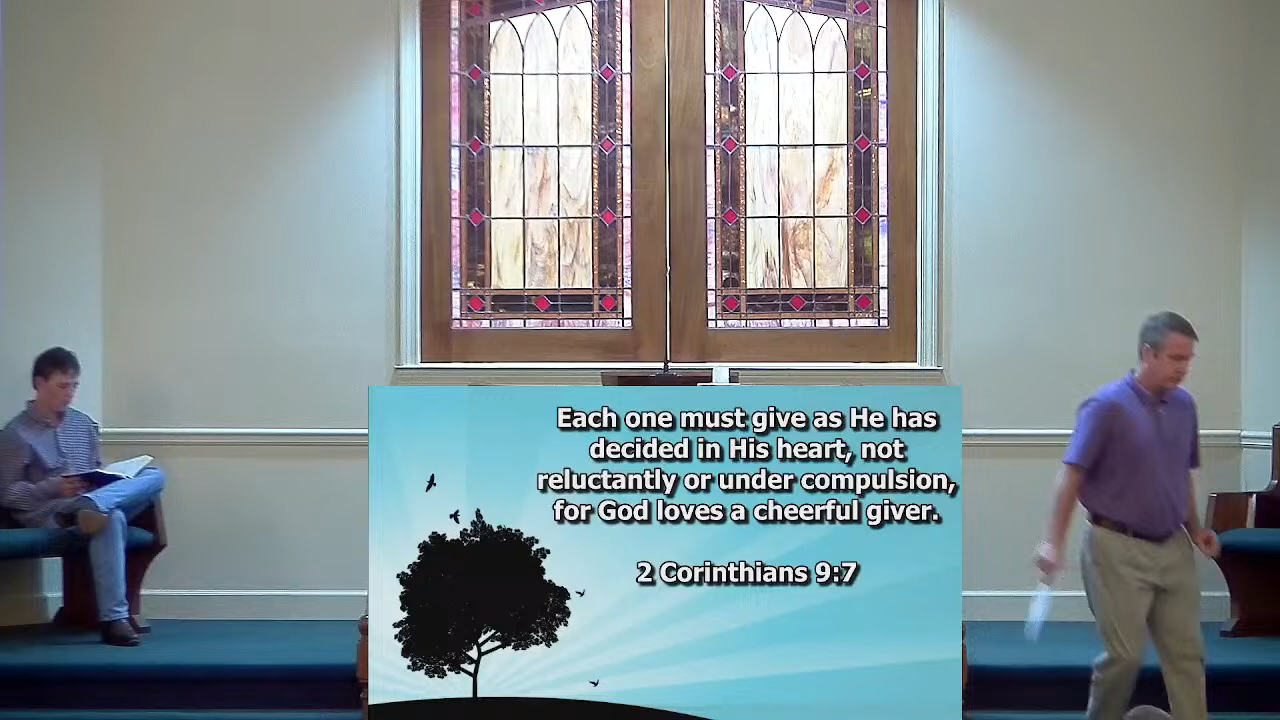 Each one must give as He has
decided in His heart, not
reluctantly or under compulsion,
for God loves a cheerful giver.
2 Corinthians 9:7